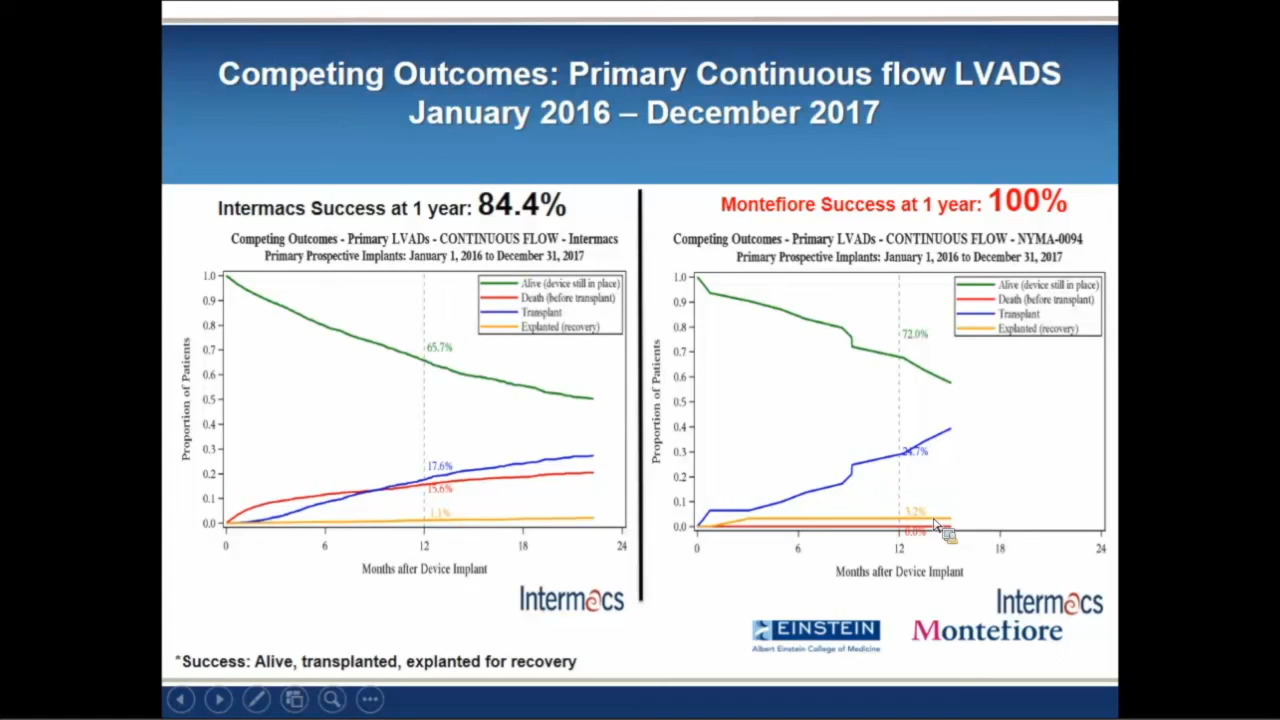 Competing Outcomes: Primary Continuous flow LVADS
January 2016 – December 2017
Intermacs Success at 1 year: 84.4%
Competing Outcomes - Primary LVADs - CONTINUOUS FLOW - Intermacs
Primary Prospective Implants: January 1, 2016 to December 31, 2017
1.0
0.9
0.8
0.7
0.6
0.5
0.4
0.3
0.2
0.1
0.0
Proportion of Patients
Alive (device still in place)
Death (before transplant)
Transplant
Explanted (recovery)
65.7%
17.6%
15.6%
1.1%
0 6 12 18 24
Months after Device Implant
Intermacs
Montefiore Success at 1 year: 100%
Competing Outcomes - Primary LVADs - CONTINUOUS FLOW - NYMA-0094
Primary Prospective Implants: January 1, 2016 to December 31, 2017
1.0
0.9
0.8
0.7
0.6
0.5
0.4
0.3
0.2
0.1
0.0
Proportion of Patients
Alive (device still in place)
Death (before transplant)
Transplant
Explanted (recovery)
72.0%
24.7%
3.2%
0.0%
0 6 12 18 24
Months after Device Implant
Intermacs
EINSTEIN
Albert Einstein College of Medicine
Montefiore
*Success: Alive, transplanted, explanted for recovery